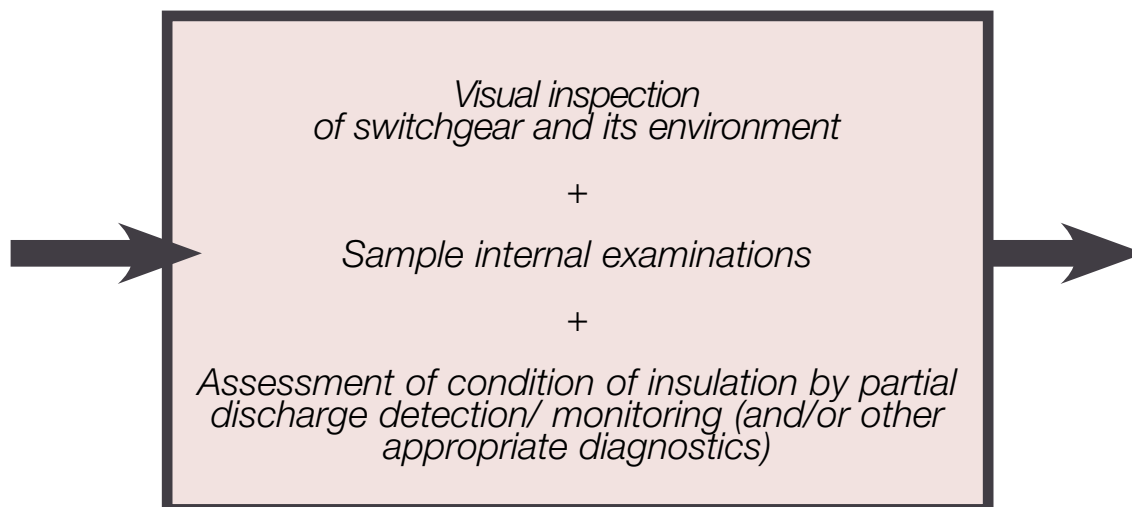 Visual inspection
of switchgear and its environment
+
Sample internal examinations
+
Assessment of condition of insulation by partial
discharge detection/ monitoring (and/or other
appropriate diagnostics)